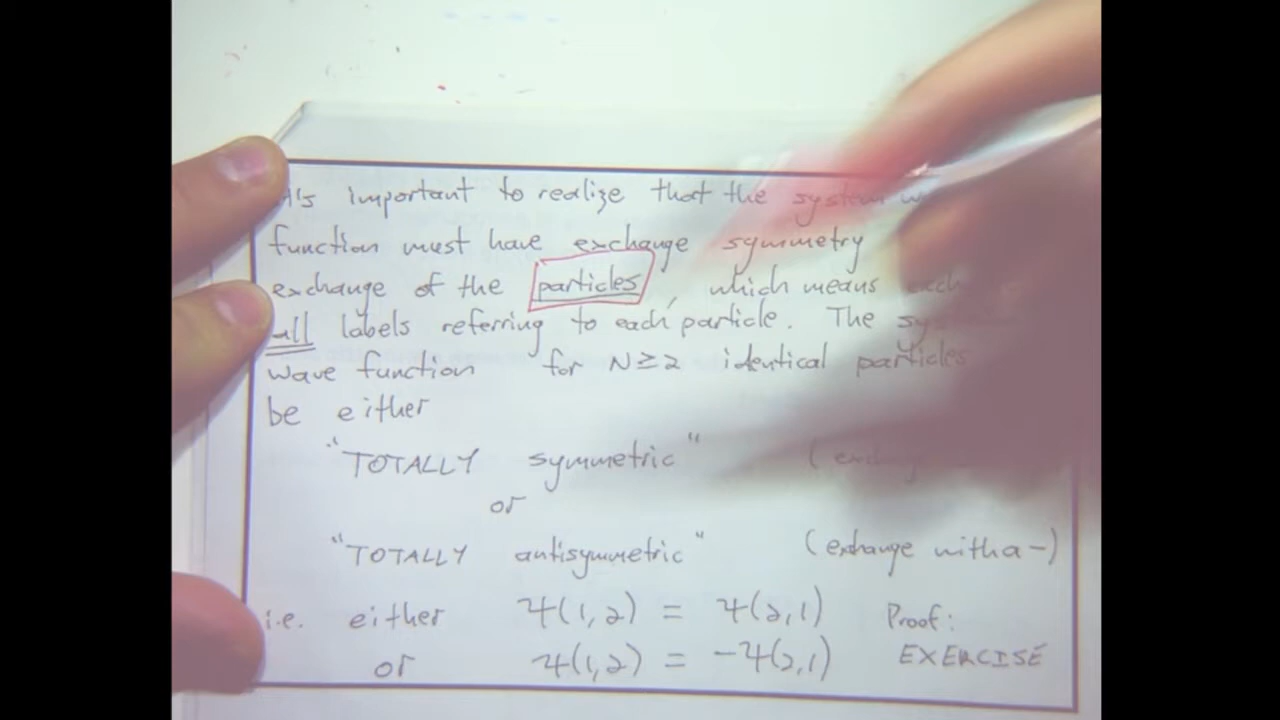 It's important to realize that the system
function must have exchange symmetry
exchange of the particles, which means
all labels referring to each particle. The
wave function for N≥2 identical particles
be either
"TOTALLY symmetric"
or
"TOTALLY antisymmetric" (exchange with a -)
i.e. either Ψ(1,2) = Ψ(2,1) Proof:
or Ψ(1,2) = -Ψ(2,1) EXERCISE